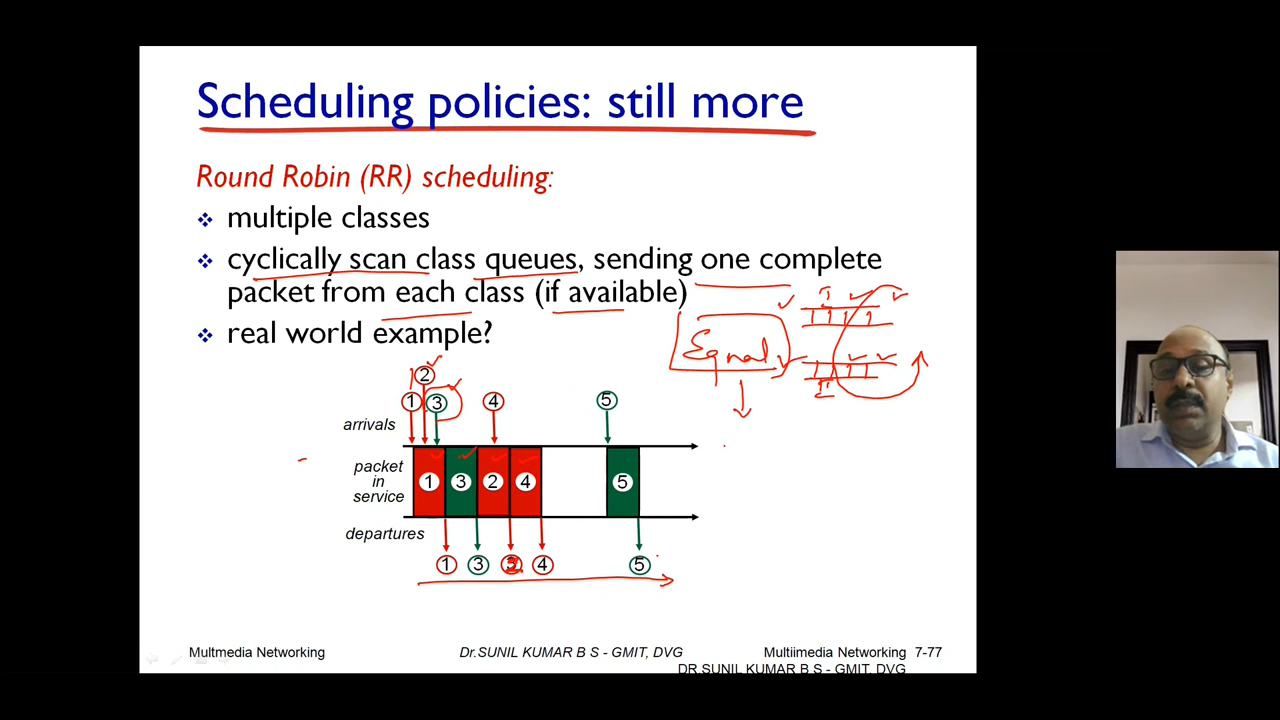 Scheduling policies: still more
Round Robin (RR) scheduling:
multiple classes
cyclically scan class queues, sending one complete
packet from each class (if available)
real world example?
Equal
I
II
2
1 3 4 5
arrivals
packet
in
service
1 3 2 4 5
departures
1 3 2 4 5
Multmedia Networking
Dr.SUNIL KUMAR B S - GMIT, DVG
Multiimedia Networking 7-77
DR.SUNIL KUMAR B S - GMIT, DVG